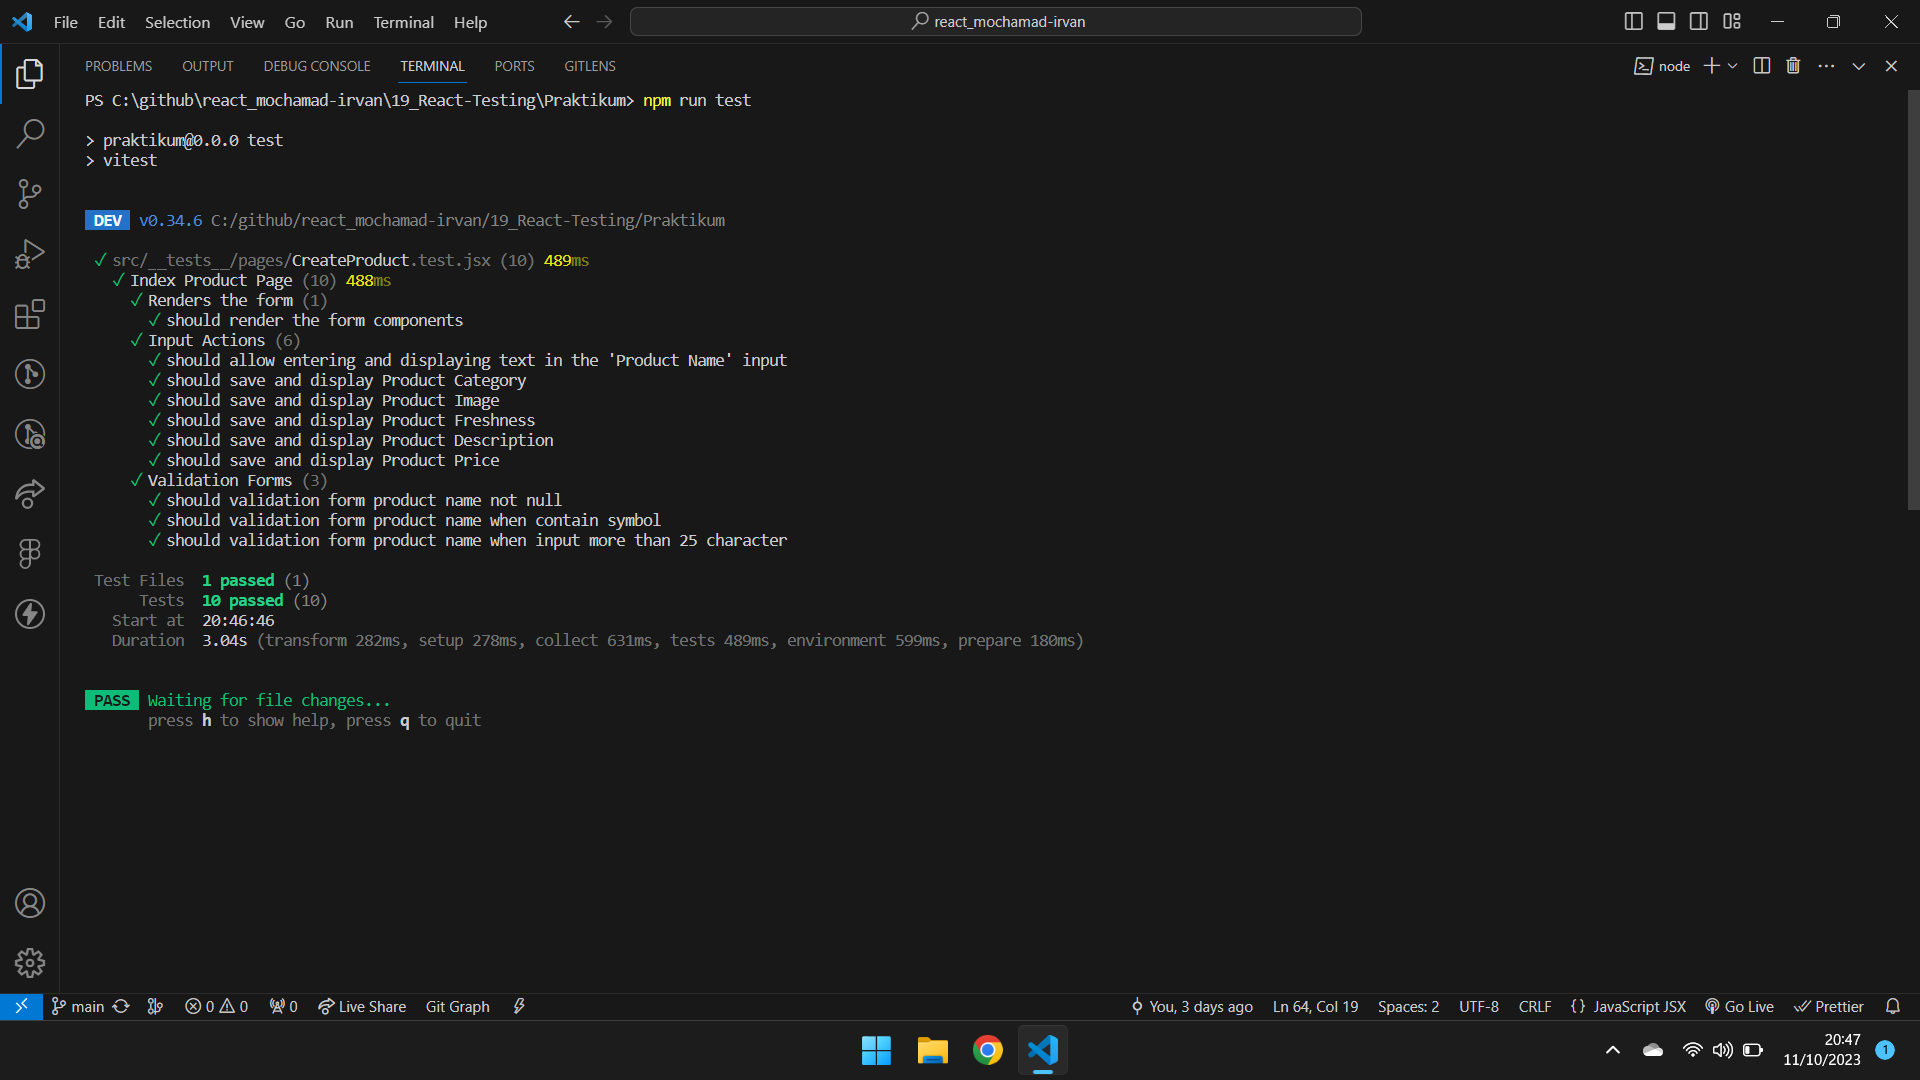 File Edit Selection View Go Run Terminal Help
react_mochamad-irvan
PROBLEMS OUTPUT DEBUG CONSOLE TERMINAL PORTS GITLENS
node
PS C:\github\react_mochamad-irvan\19_React-Testing\Praktikum> npm run test
> praktikum@0.0.0 test
> vitest
DEV v0.34.6 C:/github/react_mochamad-irvan/19_React-Testing/Praktikum
✓ src/__tests__/pages/CreateProduct.test.jsx (10) 489ms
✓ Index Product Page (10) 488ms
✓ Renders the form (1)
✓ should render the form components
✓ Input Actions (6)
✓ should allow entering and displaying text in the 'Product Name' input
✓ should save and display Product Category
✓ should save and display Product Image
✓ should save and display Product Freshness
✓ should save and display Product Description
✓ should save and display Product Price
✓ Validation Forms (3)
✓ should validation form product name not null
✓ should validation form product name when contain symbol
✓ should validation form product name when input more than 25 character
Test Files 1 passed (1)
Tests 10 passed (10)
Start at 20:46:46
Duration 3.04s (transform 282ms, setup 278ms, collect 631ms, tests 489ms, environment 599ms, prepare 180ms)
PASS Waiting for file changes...
press h to show help, press q to quit
main 0 0 0 Live Share Git Graph You, 3 days ago Ln 64, Col 19 Spaces: 2 UTF-8 CRLF {} JavaScript JSX Go Live Prettier
20:47
11/10/2023
1